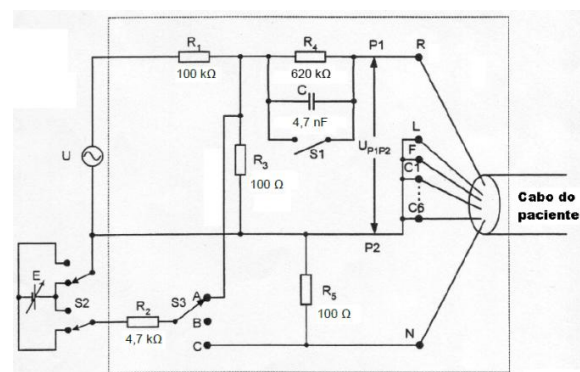 R1
100 kΩ
R4
620 kΩ
P1
R
C
4,7 nF
S1
U
R3
100 Ω
UP1P2
L
F
C1
C6
Cabo do
paciente
P2
E
S2
R2
4,7 kΩ
S3
A
B
C
R5
100 Ω
N